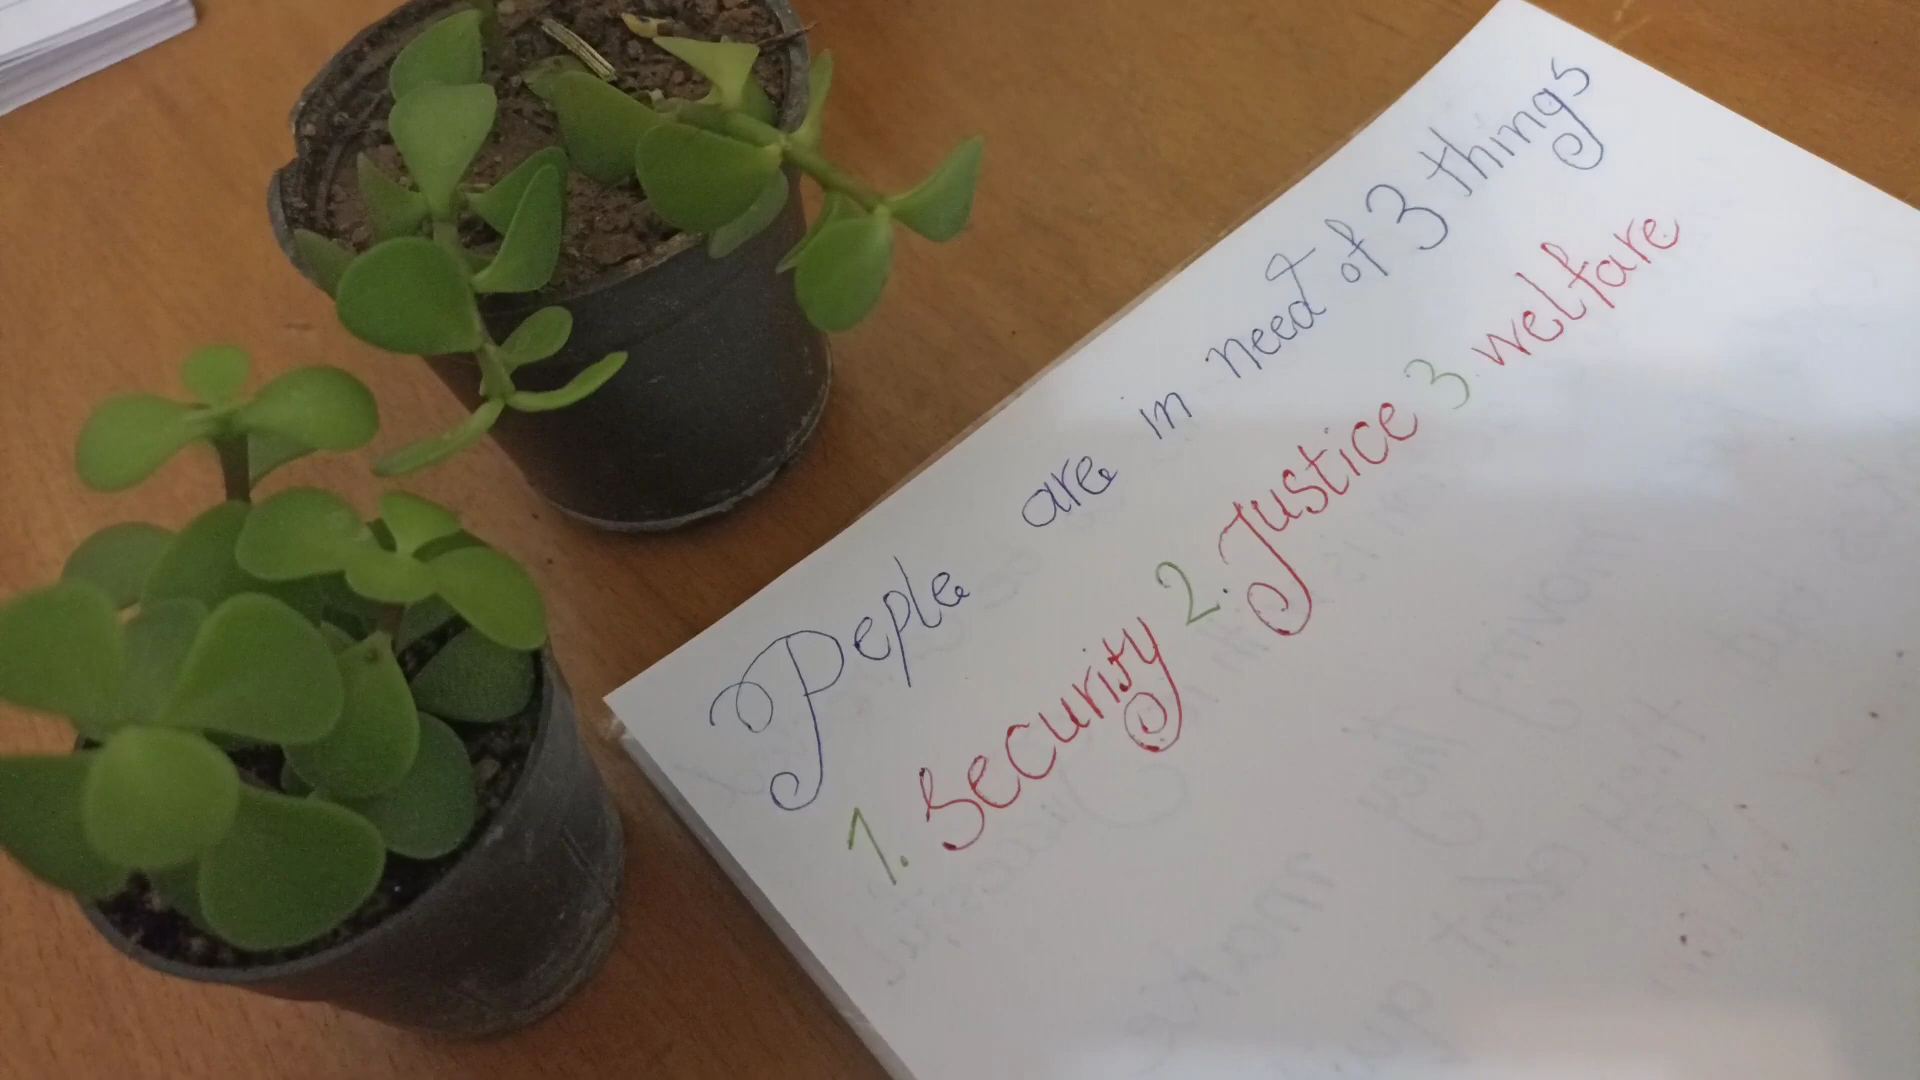 Peple are in need of 3 things
1. Security 2. Justice 3. welfare